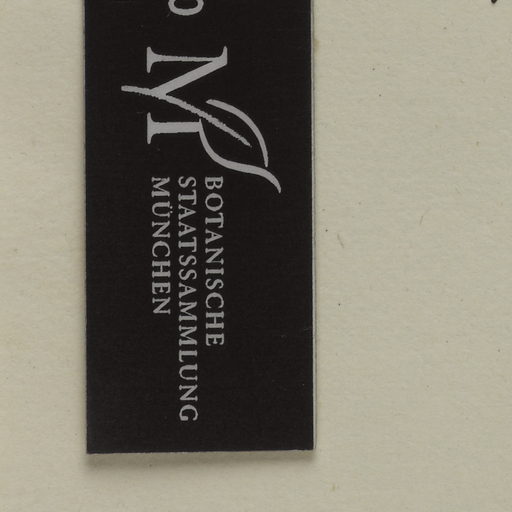 M
BOTANISCHE
STAATSSAMMLUNG
MÜNCHEN